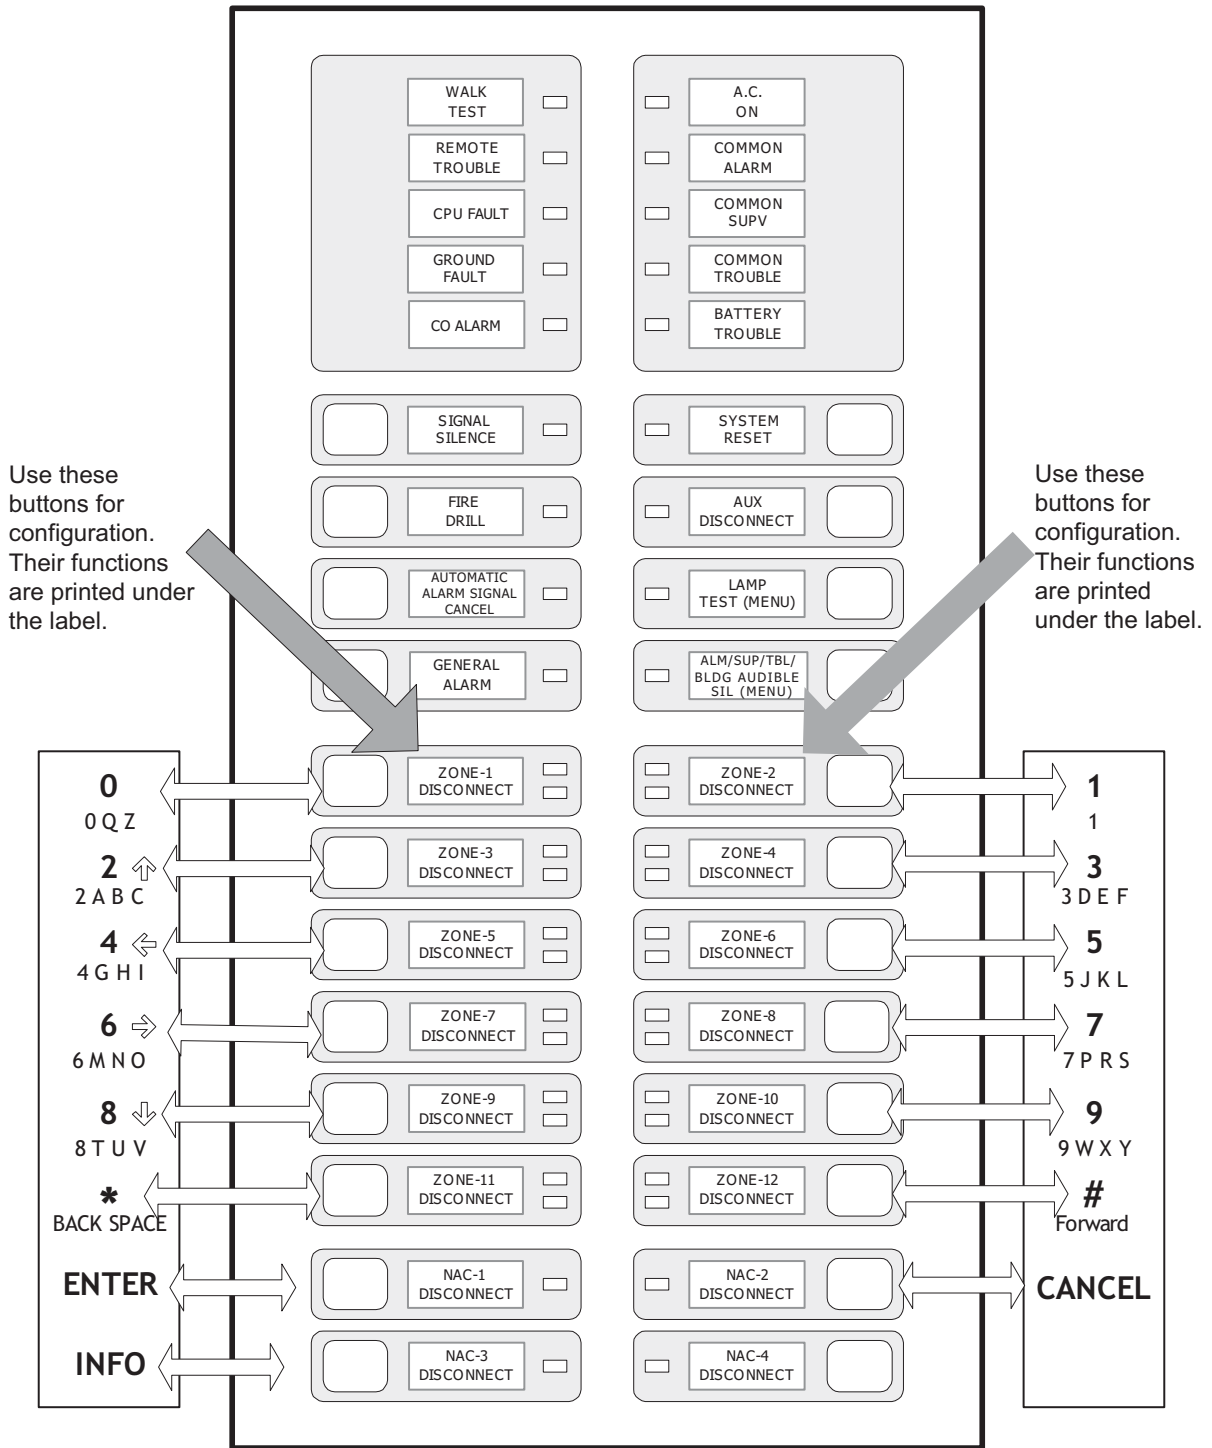 WALK
TEST
A.C.
ON
REMOTE
TROUBLE
COMMON
ALARM
CPU FAULT
COMMON
SUPV
GROUND
FAULT
COMMON
TROUBLE
CO ALARM
BATTERY
TROUBLE
SIGNAL
SILENCE
SYSTEM
RESET
Use these
buttons for
configuration.
Their functions
are printed under
the label.
Use these
buttons for
configuration.
Their functions
are printed
under the label.
FIRE
DRILL
AUX
DISCONNECT
AUTOMATIC
ALARM SIGNAL
CANCEL
LAMP
TEST (MENU)
GENERAL
ALARM
ALM/SUP/TBL/
BLDG AUDIBLE
SIL (MENU)
0
0 Q Z
ZONE-1
DISCONNECT
ZONE-2
DISCONNECT
1
1
2
2 A B C
ZONE-3
DISCONNECT
ZONE-4
DISCONNECT
3
3 D E F
4
4 G H I
ZONE-5
DISCONNECT
ZONE-6
DISCONNECT
5
5 J K L
6
6 M N O
ZONE-7
DISCONNECT
ZONE-8
DISCONNECT
7
7 P R S
8
8 T U V
ZONE-9
DISCONNECT
ZONE-10
DISCONNECT
9
9 W X Y
*
BACK SPACE
ZONE-11
DISCONNECT
ZONE-12
DISCONNECT
#
Forward
ENTER
NAC-1
DISCONNECT
NAC-2
DISCONNECT
CANCEL
INFO
NAC-3
DISCONNECT
NAC-4
DISCONNECT